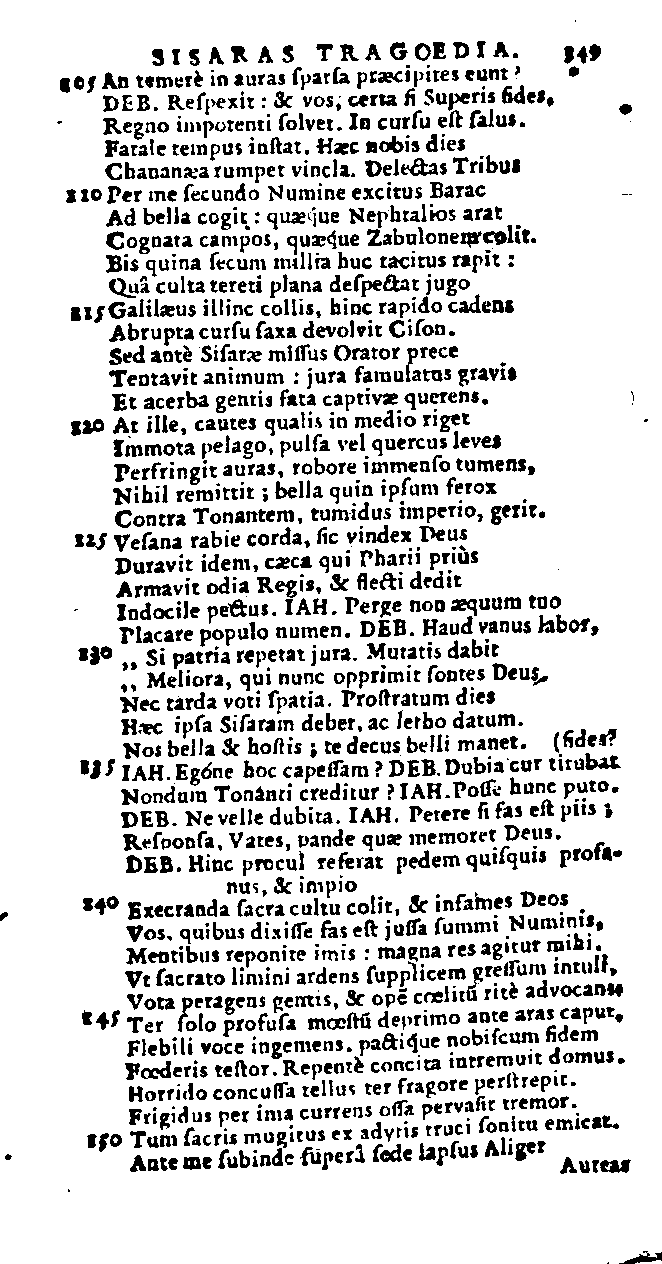 SISARAS TRAGOEDIA. 349
805 An temerè in auras ſparſa præcipites eunt?
DEB. Reſpexit: & vos, certa ſi Superis fides,
Regno impotenti ſolvet. In curſu eſt ſalus.
Fatale tempus inſtat. Hæc nobis dies
Chananæa rumpet vincla. Delectas Tribus
810 Per me ſecundo Numine excitus Barac
Ad bella cogit: quæque Nephtalios arat
Cognata campos, quæque Zabulonem colit.
Bis quina ſecum millia huc tacitus rapit:
Quâ culta tereti plana deſpectat jugo
815 Galilæus illinc collis, hinc rapido cadens
Abrupta curſu ſaxa devolvit Ciſon.
Sed antè Siſaræ miſſus Orator prece
Tentavit animum: jura famulatus gravis
Et acerba gentis fata captivæ querens.
820 At ille, cautes qualis in medio riget
Immota pelago, pulſa vel quercus leves
Perfringit auras, robore immenſo tumens,
Nihil remittit; bella quin ipſum ferox
Contra Tonantem, tumidus imperio, gerit.
825 Veſana rabie corda, ſic vindex Deus
Duravit idem, cæca qui Pharii priùs
Armavit odia Regis, & flecti dedit
Indocile pectus. IAH. Perge non æquum tuo
Placare populo numen. DEB. Haud vanus labor,
830 ,, Si patria repetat jura. Mutatis dabit
,, Meliora, qui nunc opprimit ſontes Deus,
Nec tarda voti ſpatia. Proſtratum dies
Hæc ipſa Siſaram debet, ac letho datum.
Nos bella & hoſtis; te decus belli manet. (fides?
835 IAH. Egóne hoc capeſſam? DEB. Dubia cur titubat
Nondum Tonánti creditur? IAH. Poſſe hunc puto.
DEB. Ne velle dubita. IAH. Petere ſi fas eſt piis;
Reſponſa, Vates, pande quæ memoret Deus.
DEB. Hinc procul referat pedem quiſquis profa-
nus, & impio
840 Execranda ſacra cultu colit, & infames Deos
Vos, quibus dixiſſe fas eſt juſſa ſummi Numinis,
Mentibus reponite imis: magna res agitur mihi.
Vt ſacrato limini ardens ſupplicem greſſum intuli,
Vota peragens gentis, & opē cœlitū ritè advocans
845 Ter ſolo profuſa mœſtū deprimo ante aras caput,
Flebili voce ingemens. pactique nobiſcum fidem
Fœderis teſtor. Repentè concita intremuit domus.
Horrido concuſſa tellus ter fragore perſtrepit.
Frigidus per ima currens oſſa pervaſit tremor.
850 Tum ſacris mugitus ex adytis truci ſonitu emicat.
Ante me ſubinde ſuperâ ſede lapſus Aliger
Aureas